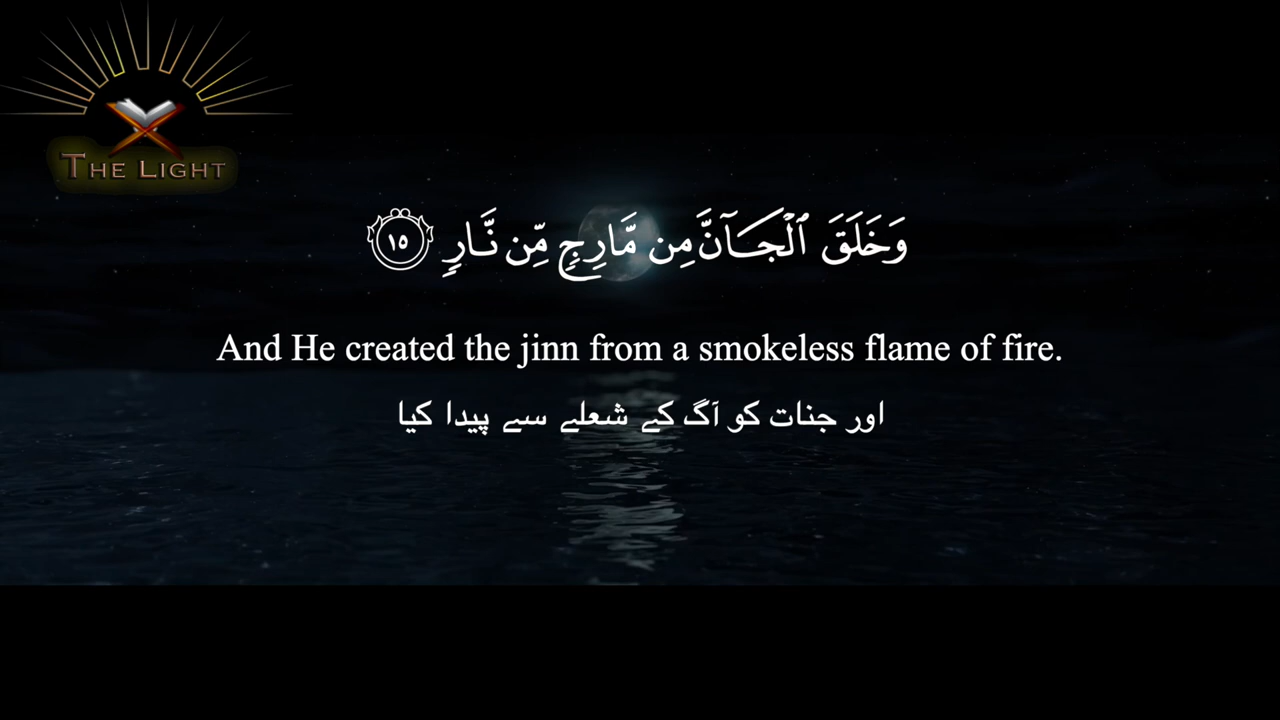 THE LIGHT
وَخَلَقَ ٱلْجَآنَّ مِن مَّارِجٍ مِّن نَّارٍ ١٥
And He created the jinn from a smokeless flame of fire.
اور جنات کو آگ کے شعلے سے پیدا کیا